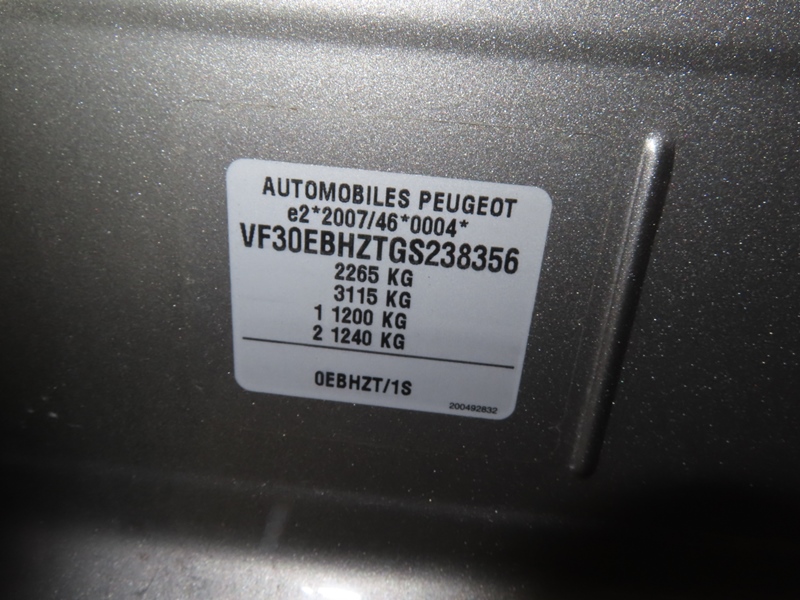 AUTOMOBILES PEUGEOT
e2*2007/46*0004*
VF30EBHZTGS238356
2265 KG
3115 KG
1 1200 KG
2 1240 KG
0EBHZT/1S
200492832